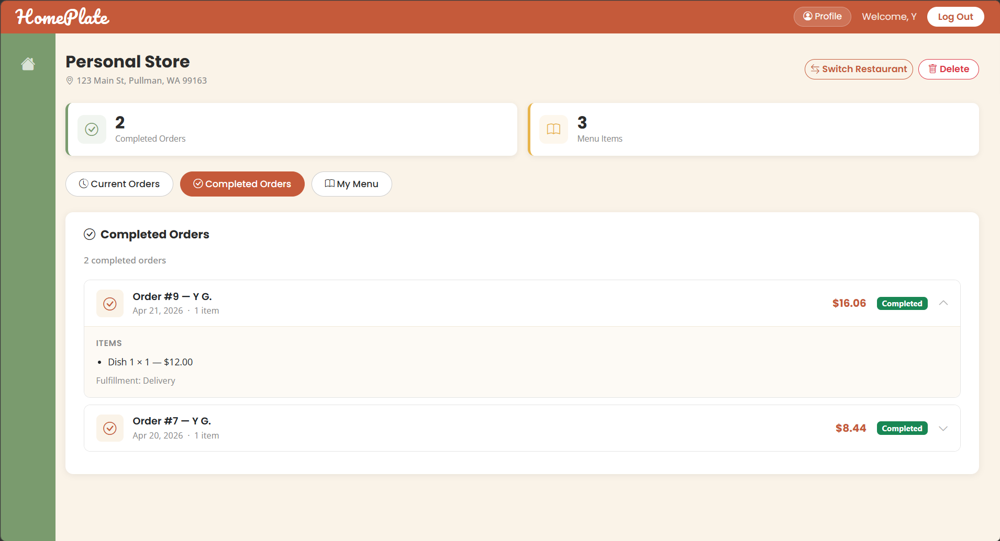 HomePlate
Profile
Welcome, Y
Log Out
Personal Store
123 Main St, Pullman, WA 99163
Switch Restaurant
Delete
2
Completed Orders
3
Menu Items
Current Orders
Completed Orders
My Menu
Completed Orders
2 completed orders
Order #9 — Y G.
Apr 21, 2026 · 1 item
$16.06
Completed
ITEMS
• Dish 1 × 1 — $12.00
Fulfillment: Delivery
Order #7 — Y G.
Apr 20, 2026 · 1 item
$8.44
Completed